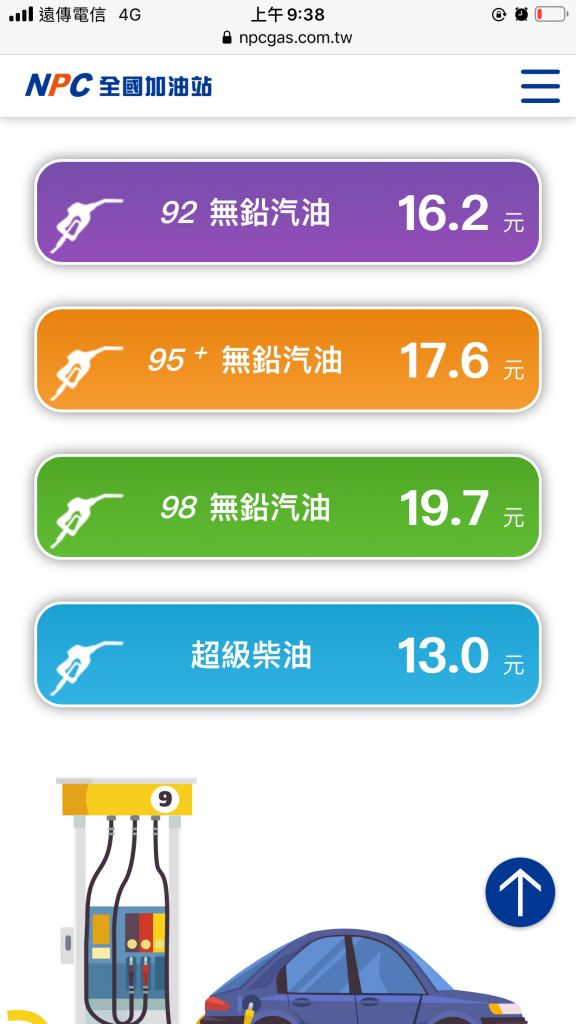 遠傳電信 4G 上午 9:38
npcgas.com.tw
NPC 全國加油站
92 無鉛汽油 16.2 元
95+ 無鉛汽油 17.6 元
98 無鉛汽油 19.7 元
超級柴油 13.0 元
9